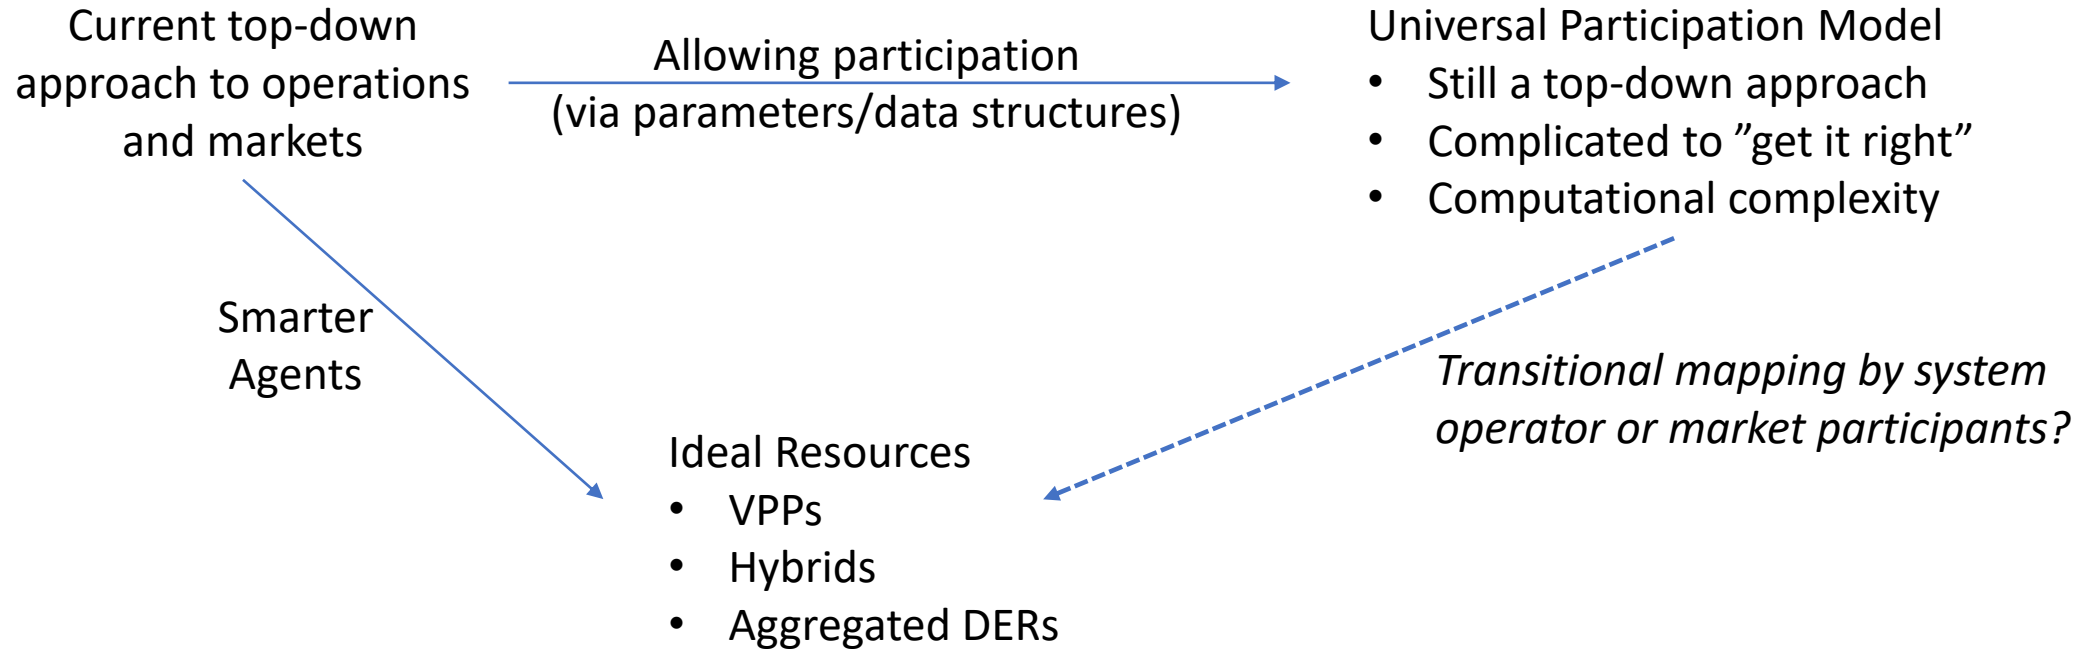 Current top-down
approach to operations
and markets
Allowing participation
(via parameters/data structures)
Universal Participation Model
• Still a top-down approach
• Complicated to ”get it right”
• Computational complexity
Smarter
Agents
Transitional mapping by system
operator or market participants?
Ideal Resources
• VPPs
• Hybrids
• Aggregated DERs